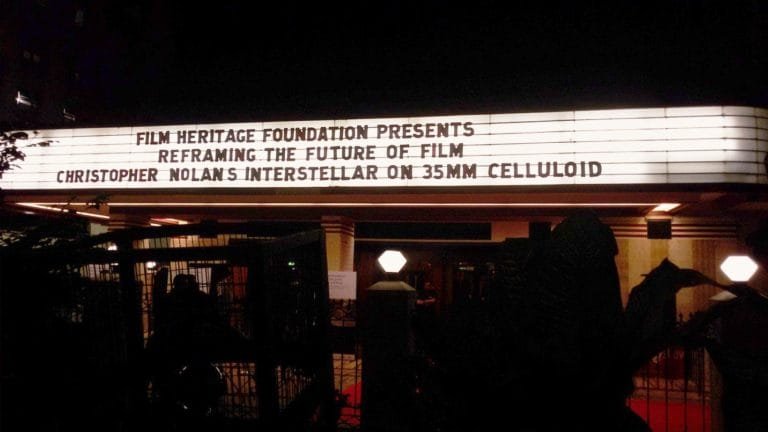 FILM HERITAGE FOUNDATION PRESENTS
REFRAMING THE FUTURE OF FILM
CHRISTOPHER NOLANS INTERSTELLAR ON 35MM CELLULOID